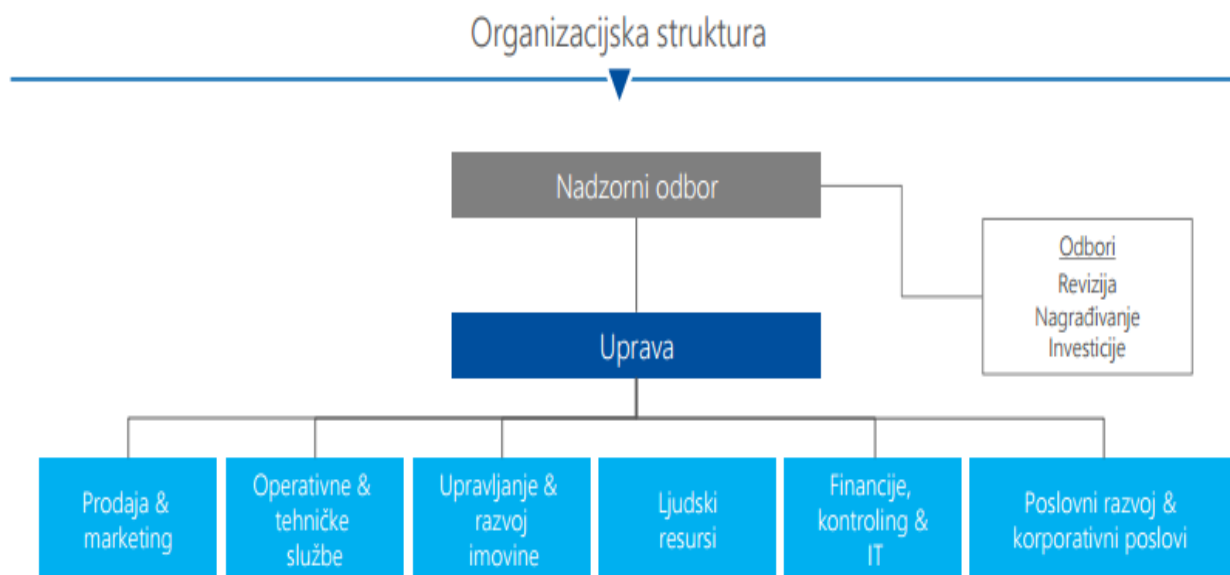 Organizacijska struktura
Nadzorni odbor
Odbori
Revizija
Nagrađivanje
Investicije
Uprava
Prodaja &
marketing
Operativne &
tehničke
službe
Upravljanje &
razvoj
imovine
Ljudski
resursi
Financije,
kontroling &
IT
Poslovni razvoj &
korporativni poslovi